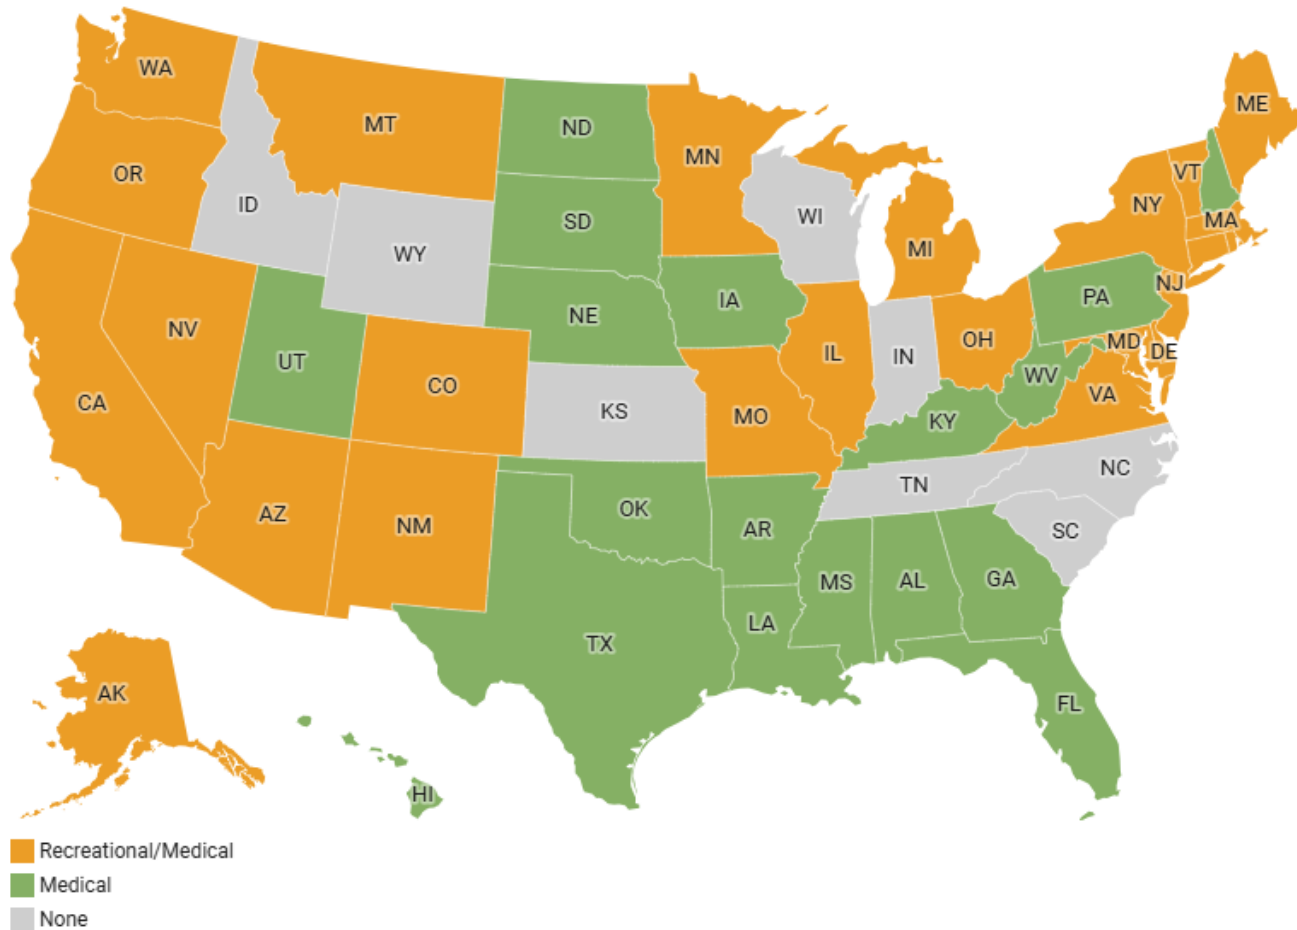 WA
MT
ND
MN
ME
OR
ID
SD
WI
VT
NY
MA
WY
MI
IA
PA
NJ
NV
NE
UT
CO
IL
IN
OH
MD
DE
CA
KS
MO
WV
VA
KY
NC
TN
AZ
NM
OK
AR
SC
MS
AL
GA
LA
TX
AK
FL
HI
Recreational/Medical
Medical
None